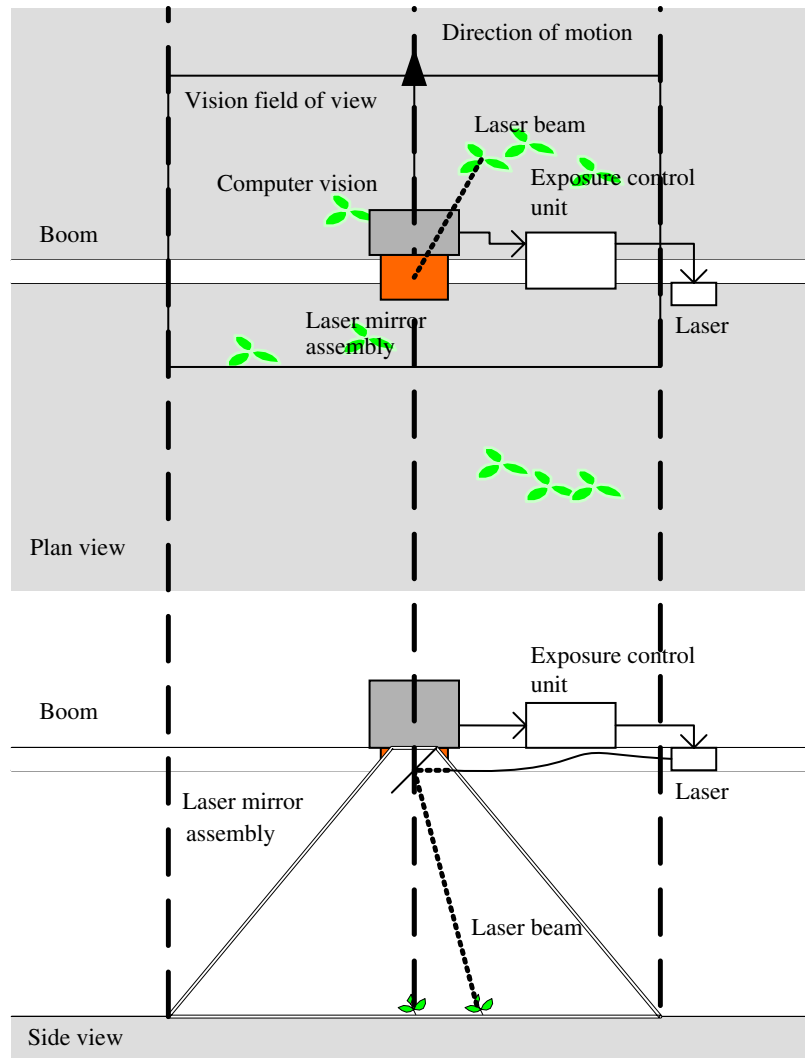 Direction of motion
Vision field of view
Laser beam
Computer vision
Exposure control
unit
Boom
Laser mirror
assembly
Laser
Plan view
Exposure control
unit
Boom
Laser
Laser mirror
assembly
Laser beam
Side view